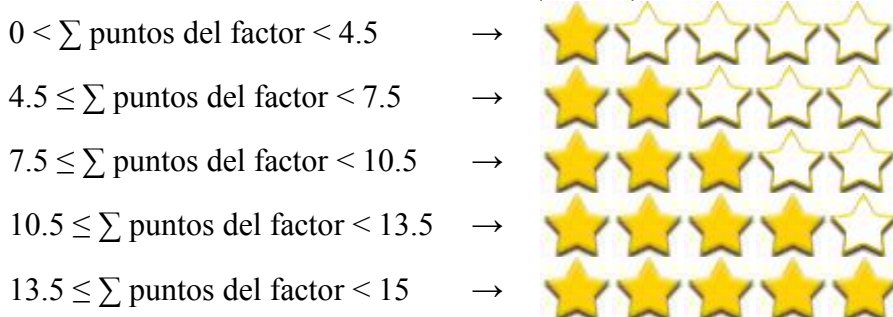 0 < ∑ puntos del factor < 4.5 →
4.5 ≤ ∑ puntos del factor < 7.5 →
7.5 ≤ ∑ puntos del factor < 10.5 →
10.5 ≤ ∑ puntos del factor < 13.5 →
13.5 ≤ ∑ puntos del factor < 15 →